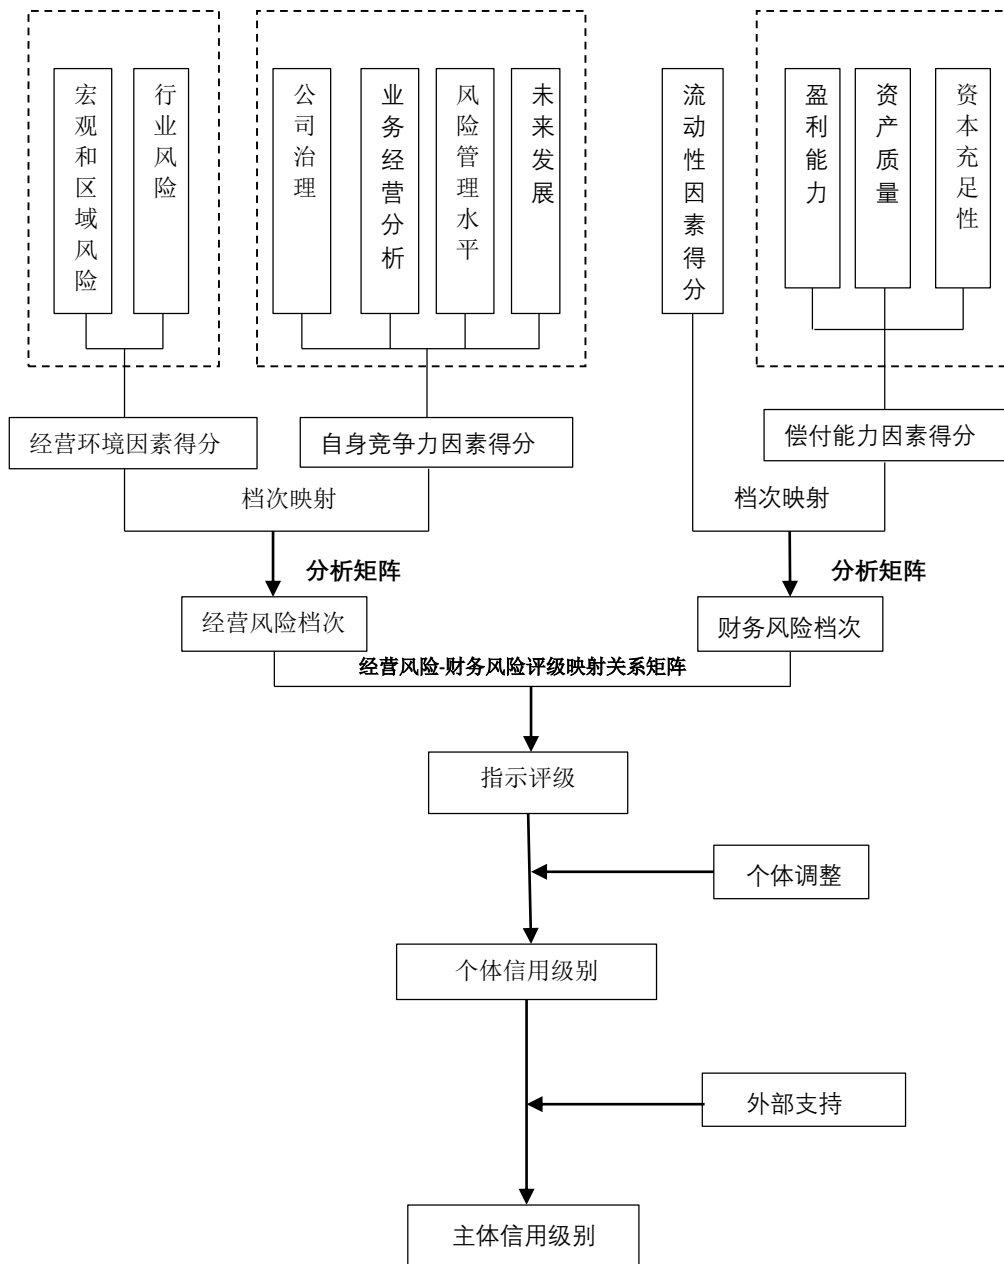 宏观和区域风险
行业风险
公司治理
业务经营分析
风险管理水平
未来发展
流动性因素得分
盈利能力
资产质量
资本充足性
经营环境因素得分
自身竞争力因素得分
偿付能力因素得分
档次映射
档次映射
分析矩阵
分析矩阵
经营风险档次
财务风险档次
经营风险-财务风险评级映射关系矩阵
指示评级
个体调整
个体信用级别
外部支持
主体信用级别